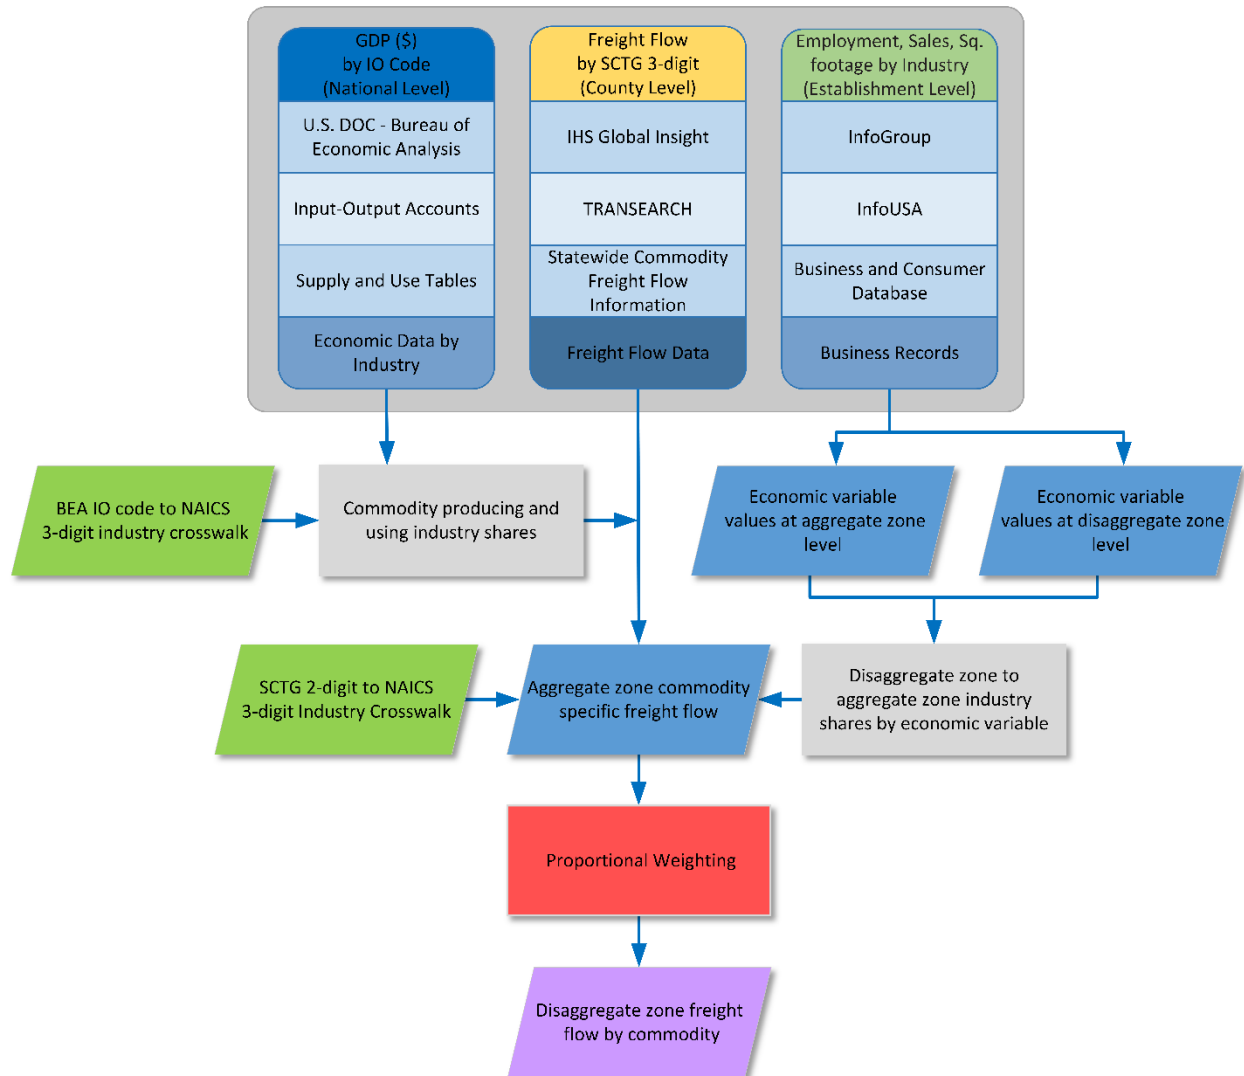 GDP ($)
by IO Code
(National Level)
U.S. DOC - Bureau of
Economic Analysis
Input-Output Accounts
Supply and Use Tables
Economic Data by
Industry
Freight Flow
by SCTG 3-digit
(County Level)
IHS Global Insight
TRANSEARCH
Statewide Commodity
Freight Flow
Information
Freight Flow Data
Employment, Sales, Sq.
footage by Industry
(Establishment Level)
InfoGroup
InfoUSA
Business and Consumer
Database
Business Records
BEA IO code to NAICS
3-digit industry crosswalk
Commodity producing and
using industry shares
Economic variable
values at aggregate zone
level
Economic variable
values at disaggregate zone
level
SCTG 2-digit to NAICS
3-digit Industry Crosswalk
Aggregate zone commodity
specific freight flow
Disaggregate zone to
aggregate zone industry
shares by economic variable
Proportional Weighting
Disaggregate zone freight
flow by commodity